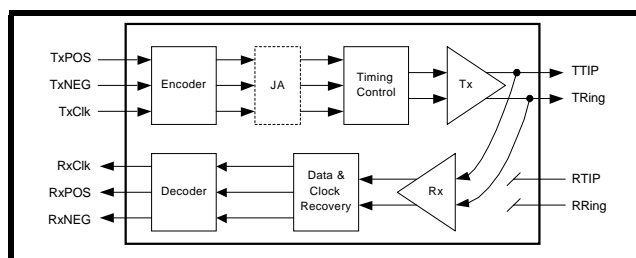 TxPOS
TxNEG
TxClk
Encoder
JA
Timing
Control
Tx
TTIP
TRing
RxClk
RxPOS
RxNEG
Decoder
Data &
Clock
Recovery
Rx
RTIP
RRing